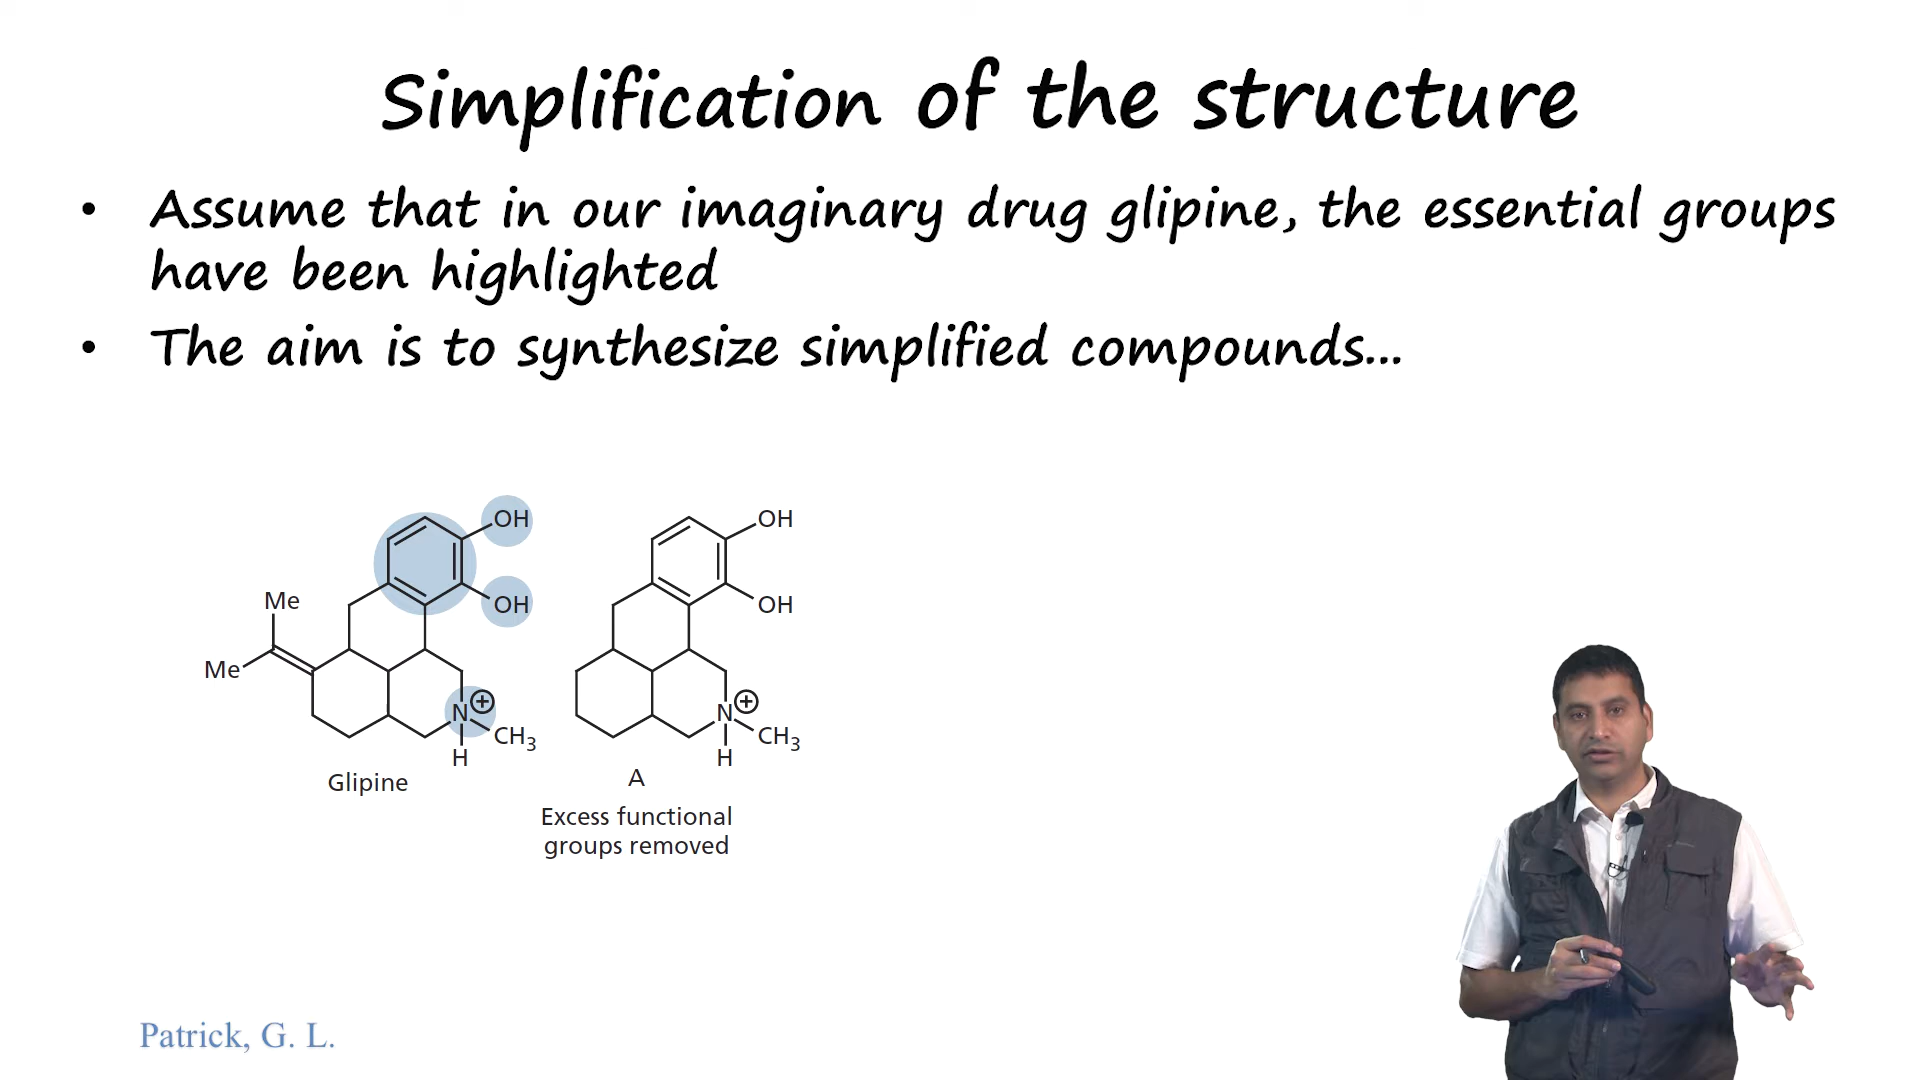 Simplification of the structure
• Assume that in our imaginary drug glipine, the essential groups
have been highlighted
• The aim is to synthesize simplified compounds...
OH
OH
Me
Me
N
⊕
CH₃
H
Glipine
OH
OH
N
⊕
CH₃
H
A
Excess functional
groups removed
Patrick, G. L.